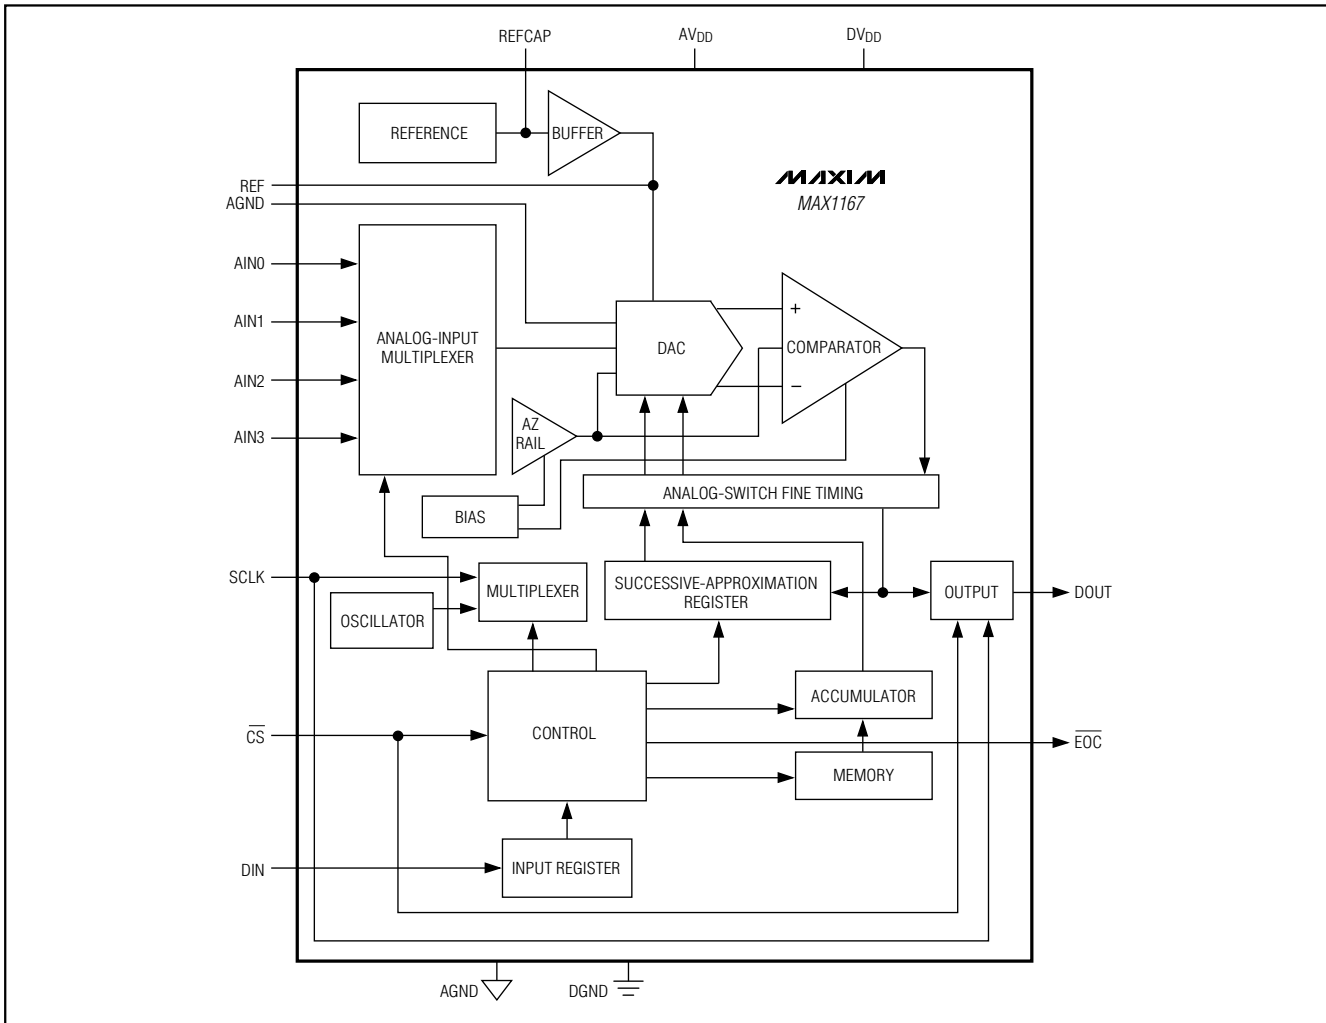 REFCAP
AVDD
DVDD
REFERENCE
BUFFER
MAXIM
MAX1167
REF
AGND
AIN0
AIN1
AIN2
AIN3
ANALOG-INPUT
MULTIPLEXER
DAC
+
COMPARATOR
−
AZ
RAIL
ANALOG-SWITCH FINE TIMING
BIAS
SCLK
MULTIPLEXER
OSCILLATOR
SUCCESSIVE-APPROXIMATION
REGISTER
OUTPUT
DOUT
CS
CONTROL
ACCUMULATOR
EOC
MEMORY
DIN
INPUT REGISTER
AGND
DGND